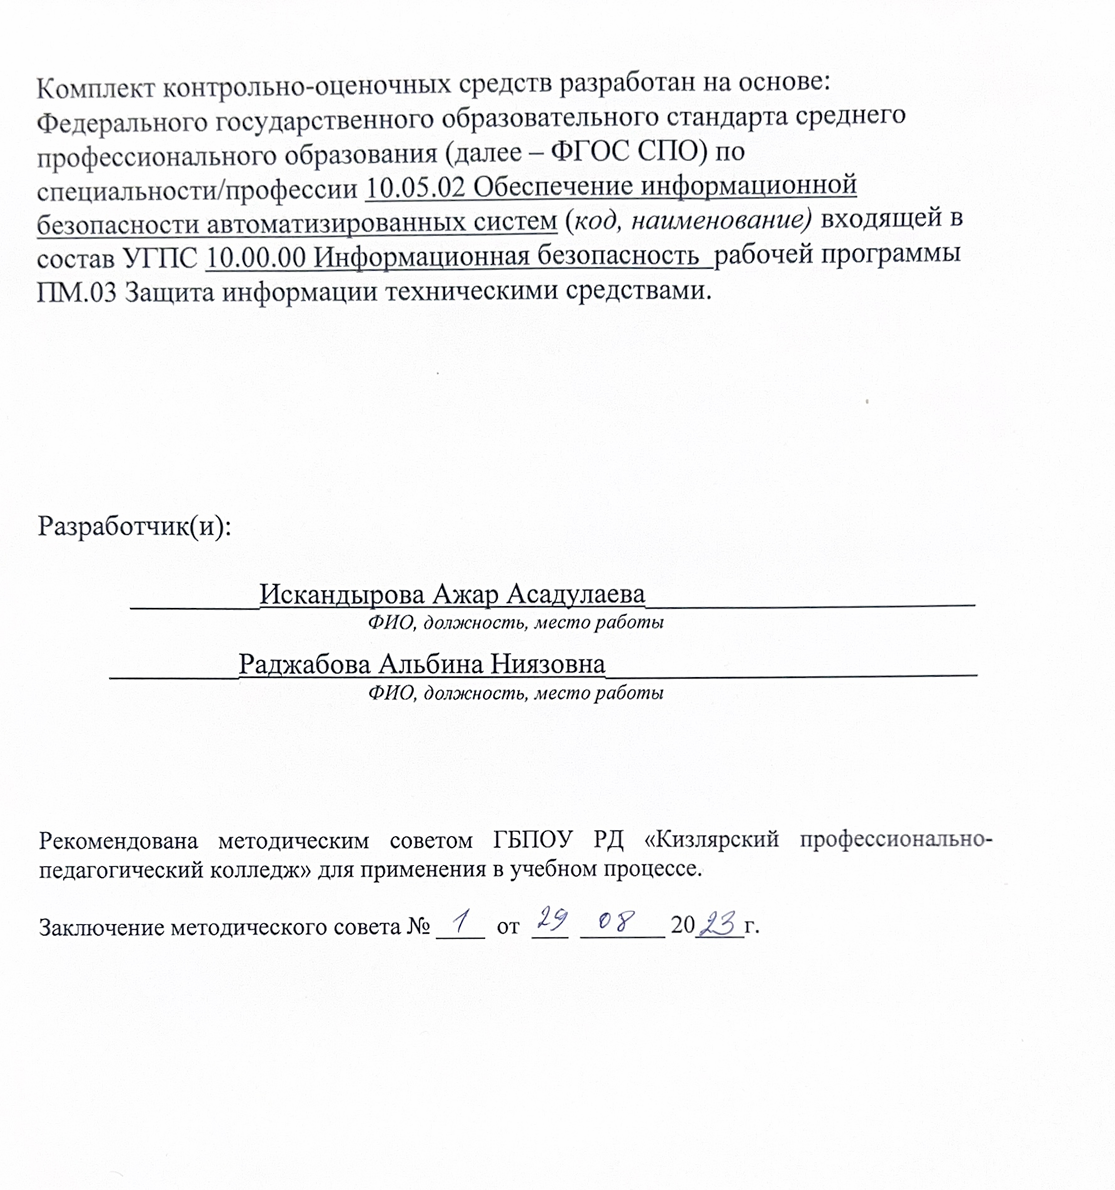 Комплект контрольно-оценочных средств разработан на основе:
Федерального государственного образовательного стандарта среднего
профессионального образования (далее – ФГОС СПО) по
специальности/профессии 10.05.02 Обеспечение информационной
безопасности автоматизированных систем (код, наименование) входящей в
состав УГПС 10.00.00 Информационная безопасность рабочей программы
ПМ.03 Защита информации техническими средствами.
Разработчик(и):
Искандырова Ажар Асадулаева
ФИО, должность, место работы
Раджабова Альбина Ниязовна
ФИО, должность, место работы
Рекомендована методическим советом ГБПОУ РД «Кизлярский профессионально-
педагогический колледж» для применения в учебном процессе.
Заключение методического совета № 1 от 29 08 2023г.